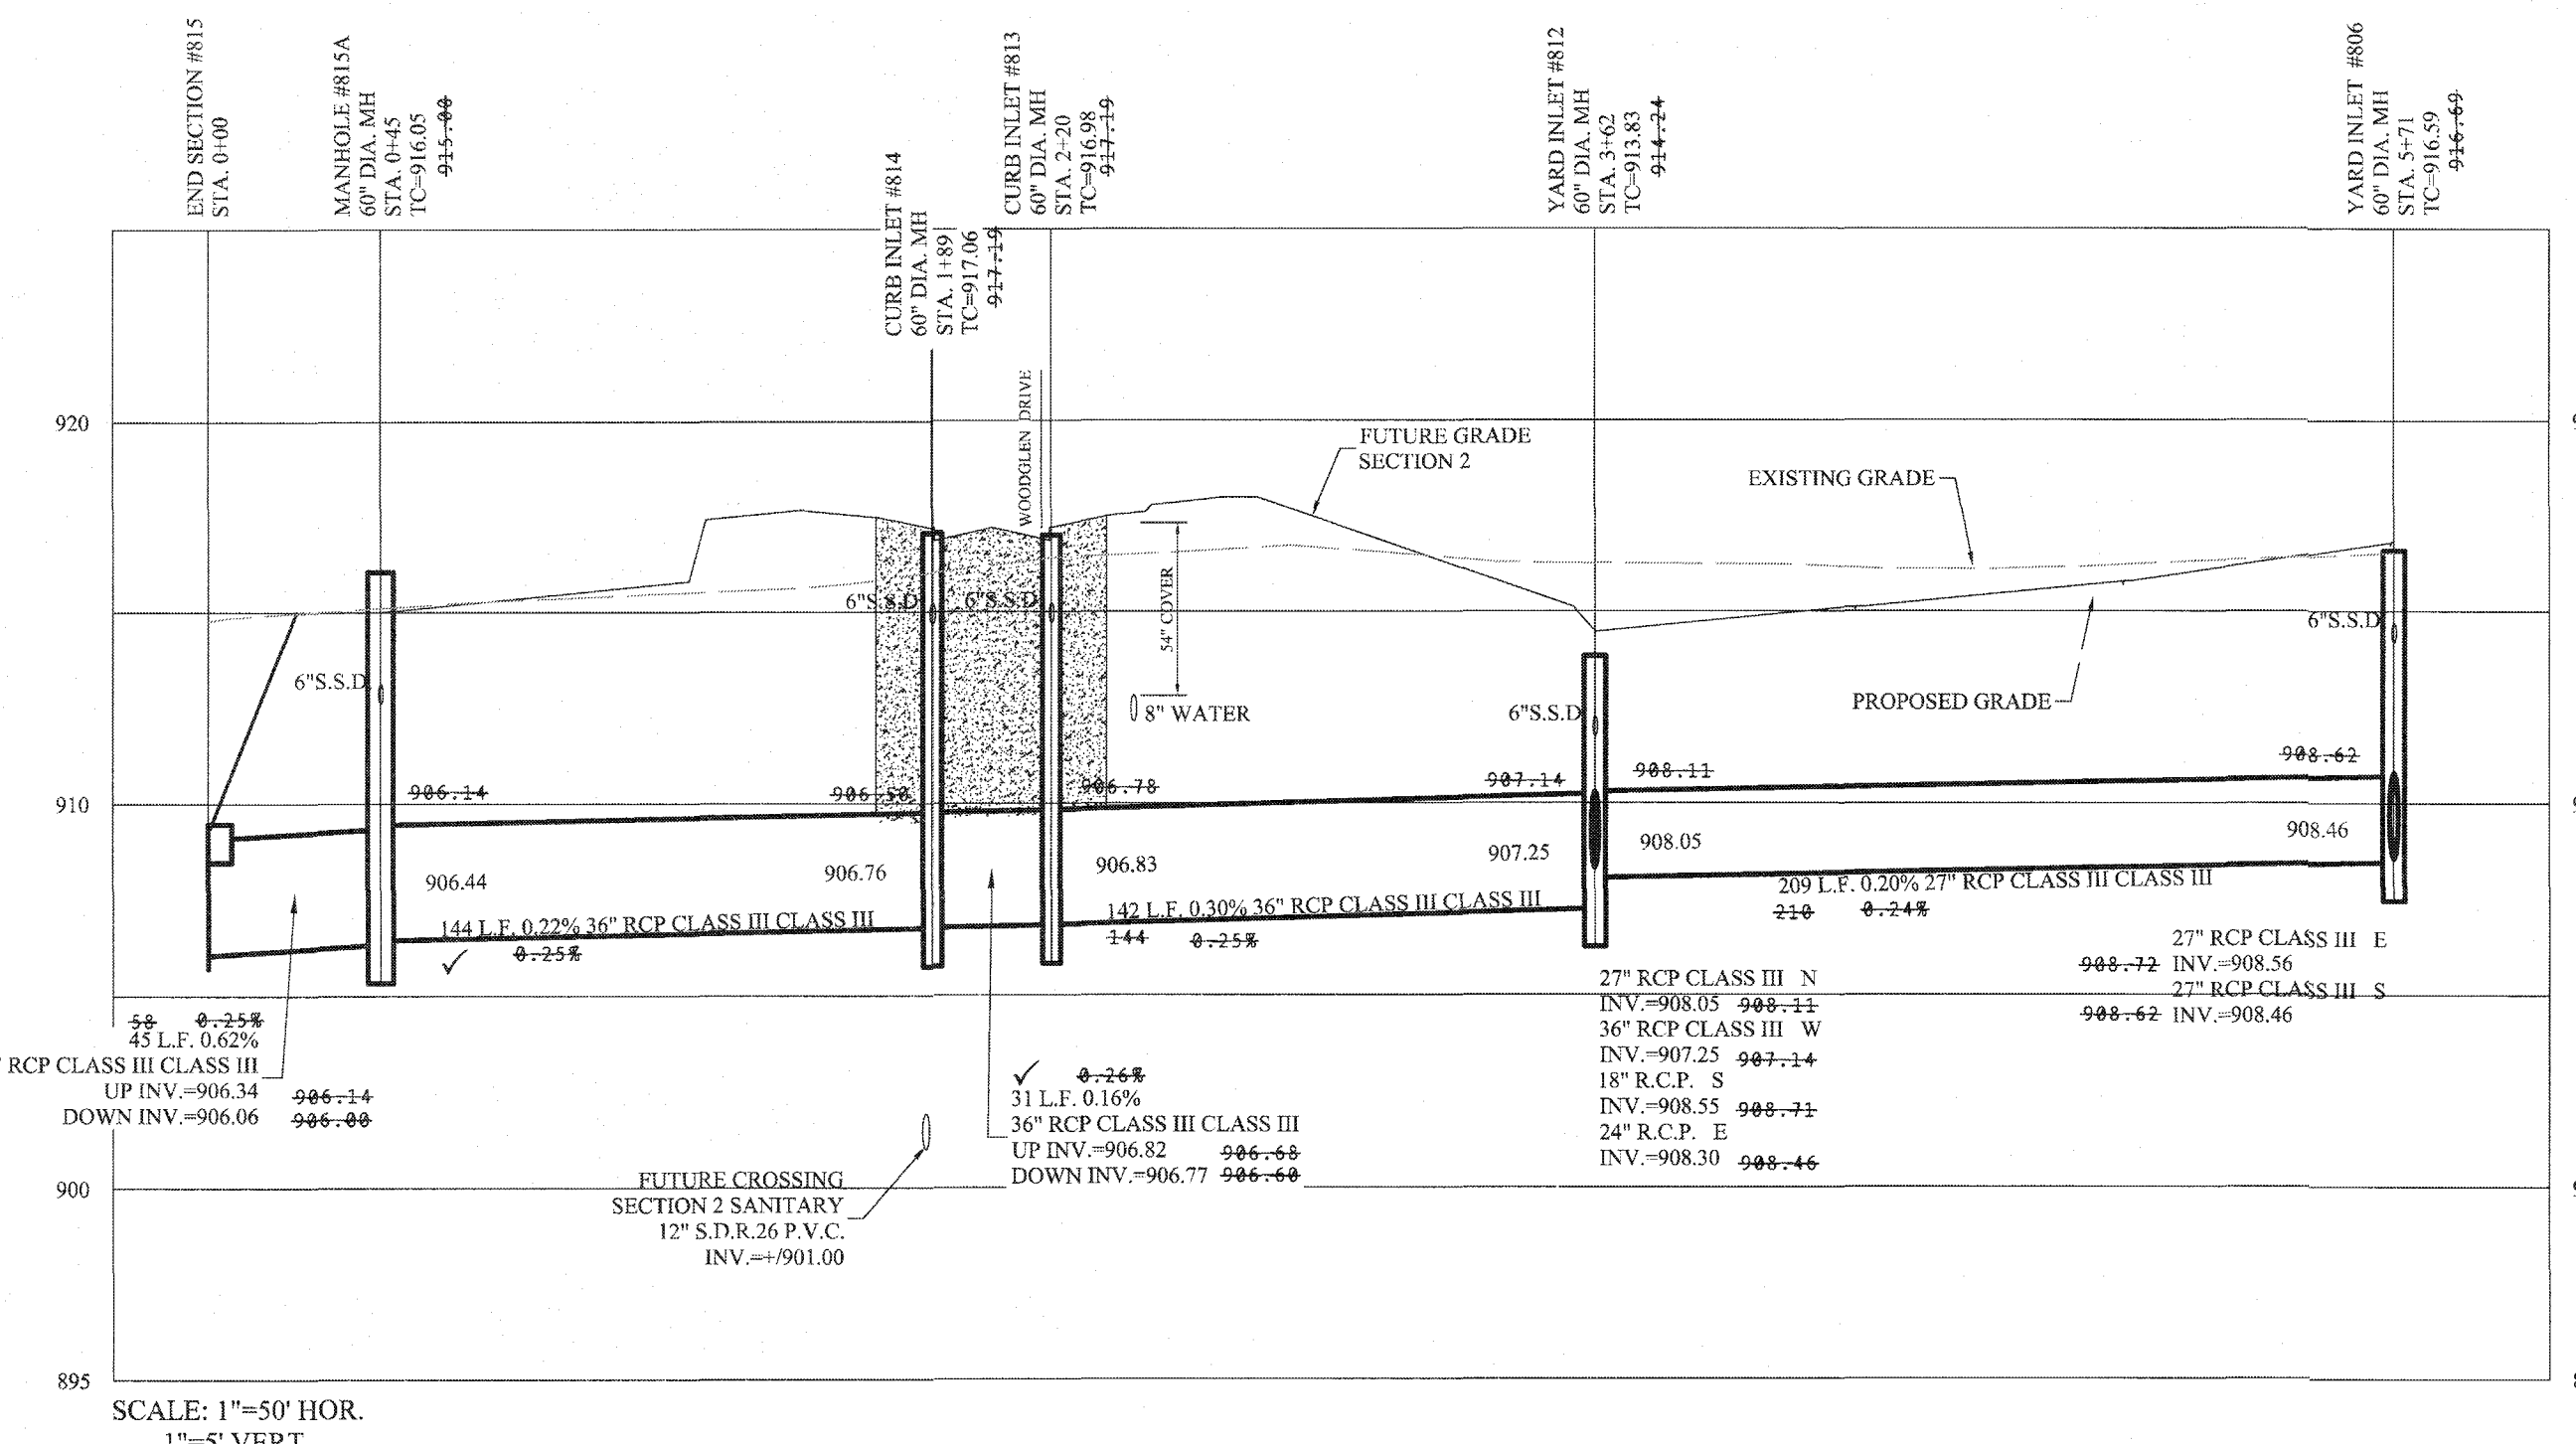 END SECTION #815
STA. 0+00
MANHOLE #815A
60" DIA. MH
STA. 0+45
TC=916.05
915.00
CURB INLET #814
60" DIA. MH
STA. 1+89
TC=917.06
917.19
CURB INLET #813
60" DIA. MH
STA. 2+20
TC=916.98
917.19
YARD INLET #812
60" DIA. MH
STA. 3+62
TC=913.83
914.24
YARD INLET #806
60" DIA. MH
STA. 5+71
TC=916.59
916.69
920
WOODGLEN DRIVE
FUTURE GRADE
SECTION 2
EXISTING GRADE
6"S.S.D
6"S.S.D
54" COVER
6"S.S.D
6"S.S.D
8" WATER
6"S.S.D
PROPOSED GRADE
910
906.14
906.50
906.78
907.14
908.11
908.62
906.44
906.76
906.83
907.25
908.05
908.46
144 L.F. 0.22% 36" RCP CLASS III CLASS III
✓ 0.25%
142 L.F. 0.30% 36" RCP CLASS III CLASS III
144 0.25%
209 L.F. 0.20% 27" RCP CLASS III CLASS III
210 0.24%
58 0.25%
45 L.F. 0.62%
RCP CLASS III CLASS III
UP INV.=906.34 906.14
DOWN INV.=906.06 906.00
✓ 0.26%
31 L.F. 0.16%
36" RCP CLASS III CLASS III
UP INV.=906.82 906.68
DOWN INV.=906.77 906.60
27" RCP CLASS III N
INV.=908.05 908.11
36" RCP CLASS III W
INV.=907.25 907.14
18" R.C.P. S
INV.=908.55 908.71
24" R.C.P. E
INV.=908.30 908.46
27" RCP CLASS III E
908.72 INV.=908.56
27" RCP CLASS III S
908.62 INV.=908.46
900
FUTURE CROSSING
SECTION 2 SANITARY
12" S.D.R.26 P.V.C.
INV.=+/901.00
895
SCALE: 1"=50' HOR.
1"=5' VERT